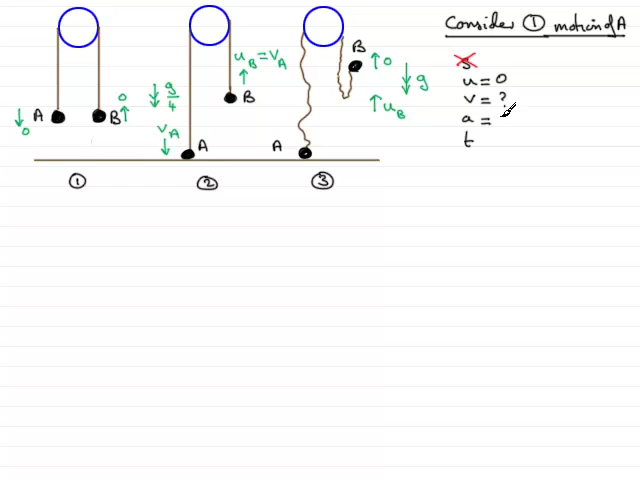 Consider ① motion of A
s
u = 0
v = ?
a =
t
A
B
0
0
g/4
v_A
u_B = v_A
A
B
B
0
g
u_B
A
①
②
③